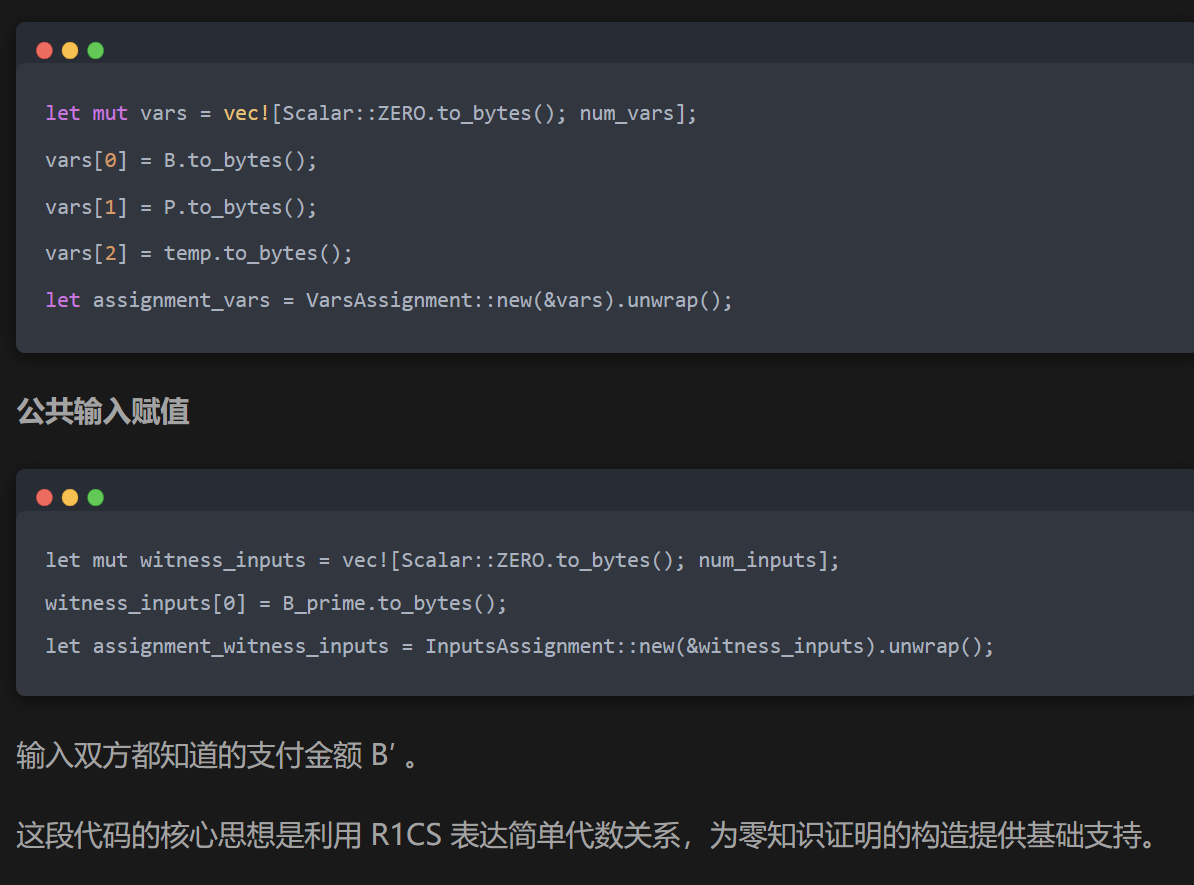 let mut vars = vec![Scalar::ZERO.to_bytes(); num_vars];
vars[0] = B.to_bytes();
vars[1] = P.to_bytes();
vars[2] = temp.to_bytes();
let assignment_vars = VarsAssignment::new(&vars).unwrap();
公共输入赋值
let mut witness_inputs = vec![Scalar::ZERO.to_bytes(); num_inputs];
witness_inputs[0] = B_prime.to_bytes();
let assignment_witness_inputs = InputsAssignment::new(&witness_inputs).unwrap();
输入双方都知道的支付金额 B′ 。
这段代码的核心思想是利用 R1CS 表达简单代数关系，为零知识证明的构造提供基础支持。